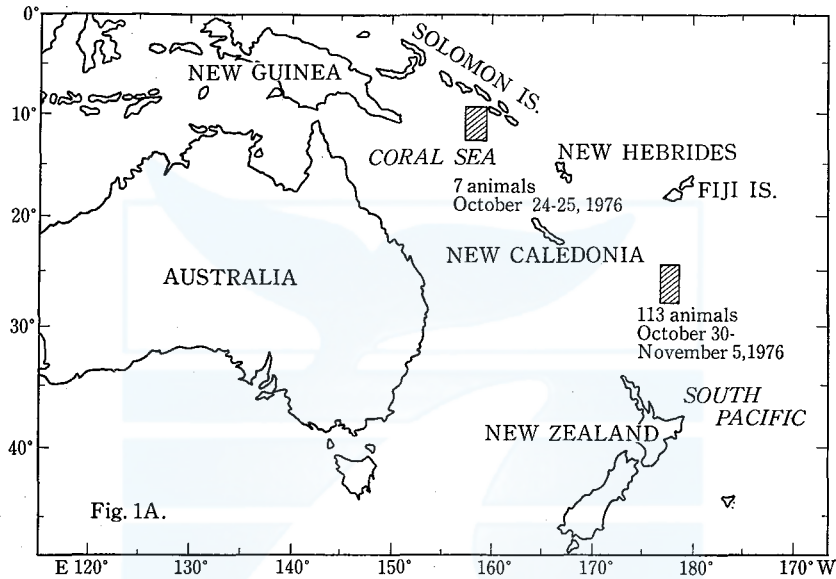 0°
SOLOMON IS.
NEW GUINEA
10°
CORAL SEA
NEW HEBRIDES
7 animals
October 24-25, 1976
FIJI IS.
20°
NEW CALEDONIA
AUSTRALIA
113 animals
October 30-
November 5,1976
30°
SOUTH
PACIFIC
NEW ZEALAND
40°
Fig. 1A.
E 120° 130° 140° 150° 160° 170° 180° 170° W